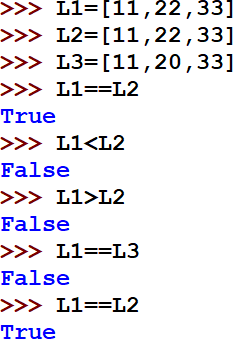 >>> L1=[11,22,33]
>>> L2=[11,22,33]
>>> L3=[11,20,33]
>>> L1==L2
True
>>> L1<L2
False
>>> L1>L2
False
>>> L1==L3
False
>>> L1==L2
True